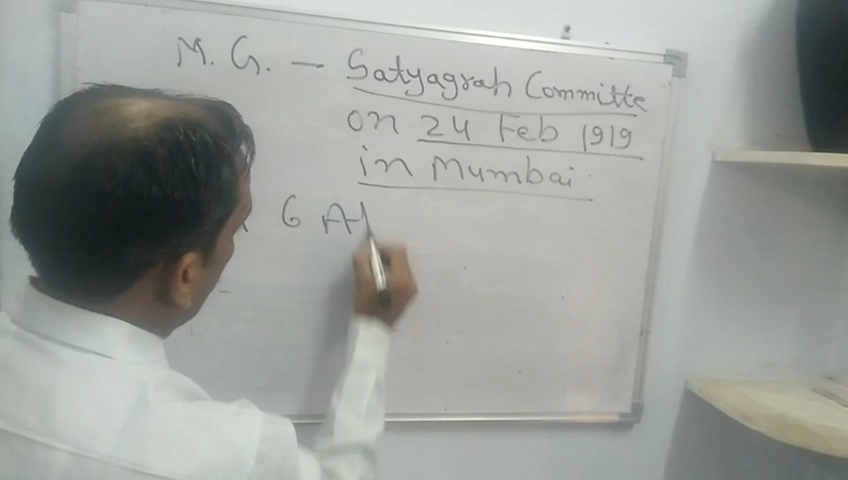 M. G. – Satyagrah Committe
on 24 Feb 1919
in Mumbai
6 A